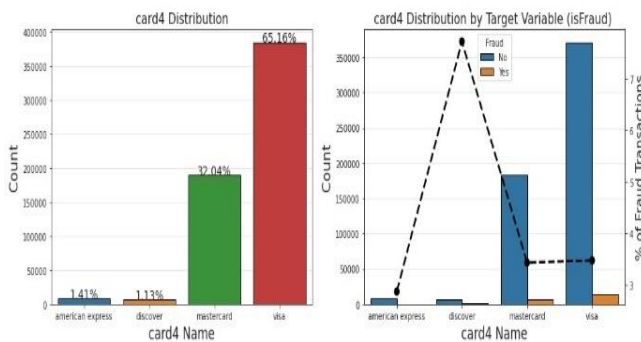 card4 Distribution
Count
400000
350000
300000
250000
200000
150000
100000
50000
0
1.41%
1.13%
32.04%
65.16%
american express
discover
mastercard
visa
card4 Name
card4 Distribution by Target Variable (isFraud)
Count
350000
300000
250000
200000
150000
100000
50000
0
Fraud
No
Yes
american express
discover
mastercard
visa
card4 Name
7
6
5
4
3
% of Fraud Transactions